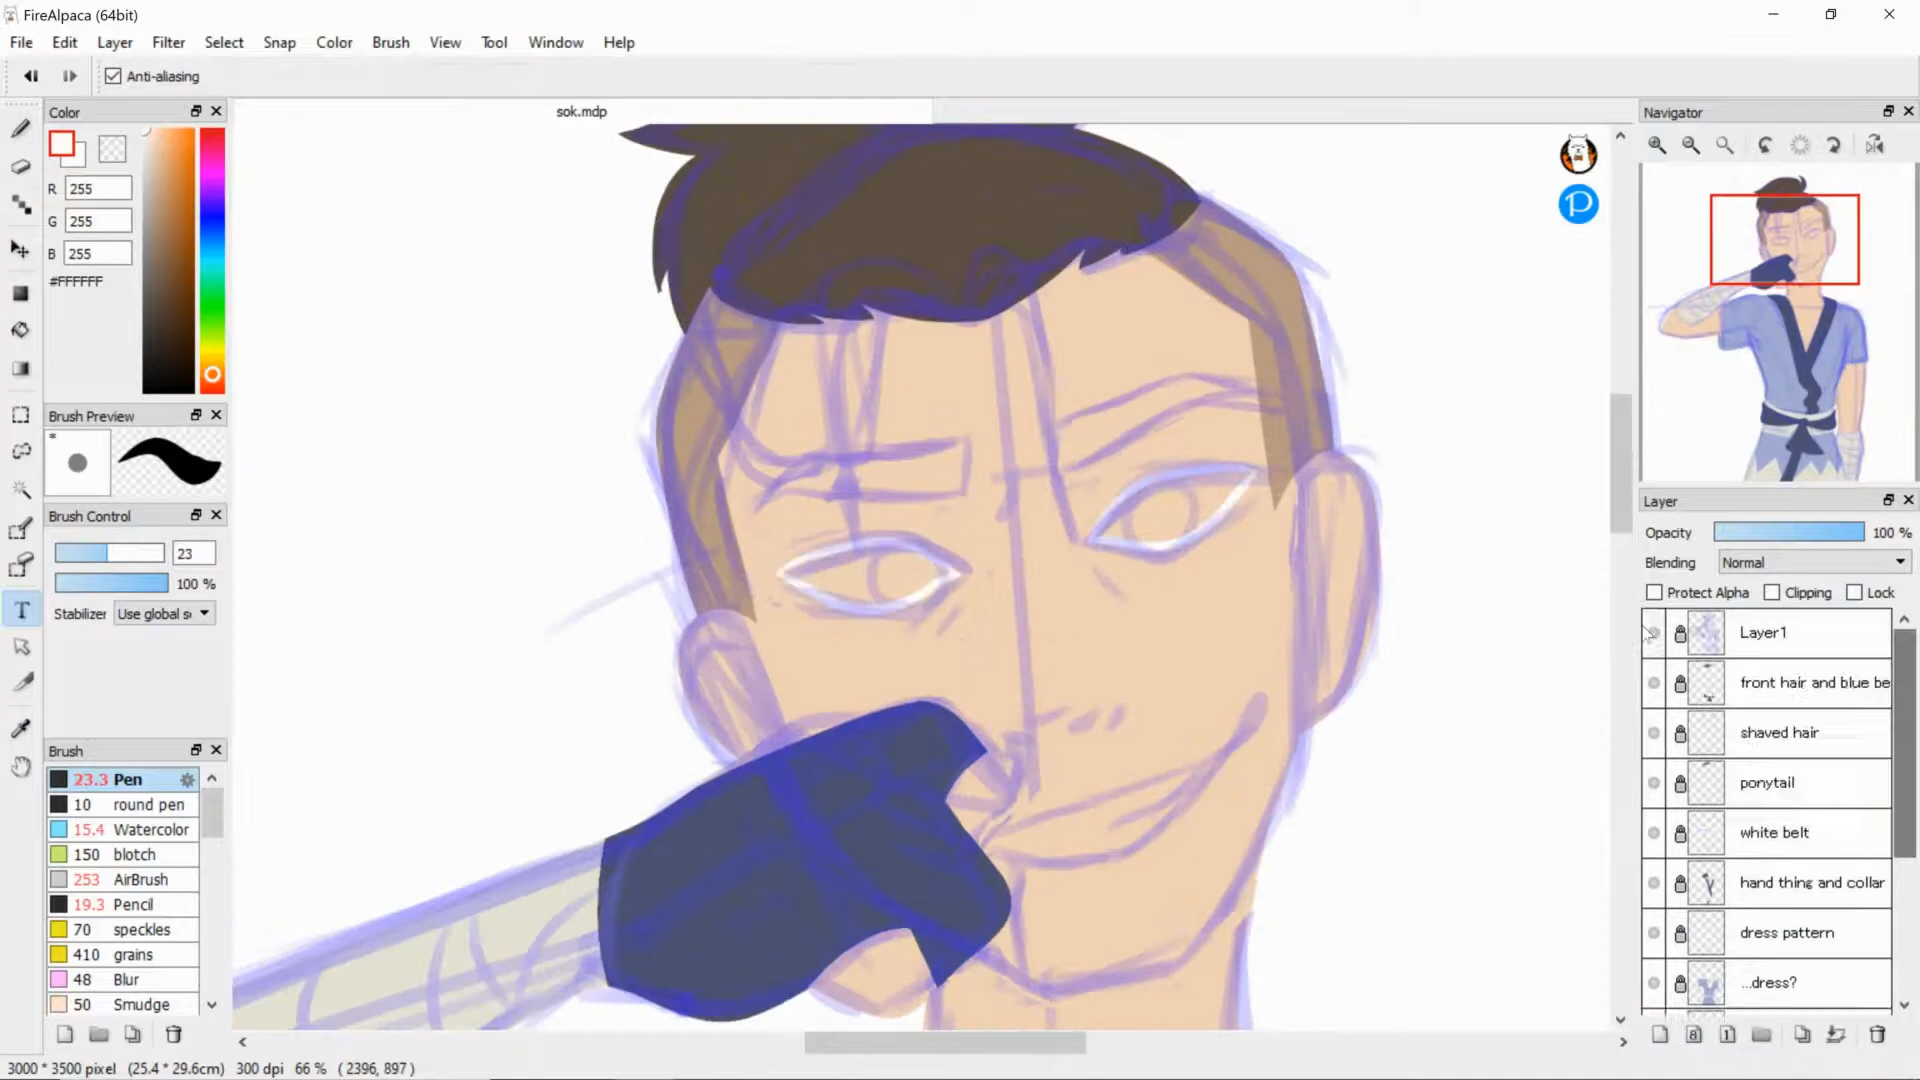 FireAlpaca (64bit)
File Edit Layer Filter Select Snap Color Brush View Tool Window Help
Anti-aliasing
Color
sok.mdp
Navigator
R 255
G 255
B 255
#FFFFFF
Brush Preview
*
Brush Control
23
100 %
Stabilizer Use global s
Brush
23.3 Pen
10 round pen
15.4 Watercolor
150 blotch
253 AirBrush
19.3 Pencil
70 speckles
410 grains
48 Blur
50 Smudge
Layer
Opacity 100 %
Blending Normal
Protect Alpha Clipping Lock
Layer1
front hair and blue be
shaved hair
ponytail
white belt
hand thing and collar
dress pattern
...dress?
8 1
T
P
3000 * 3500 pixel (25.4 * 29.6cm) 300 dpi 66 % ( 2396, 897 )